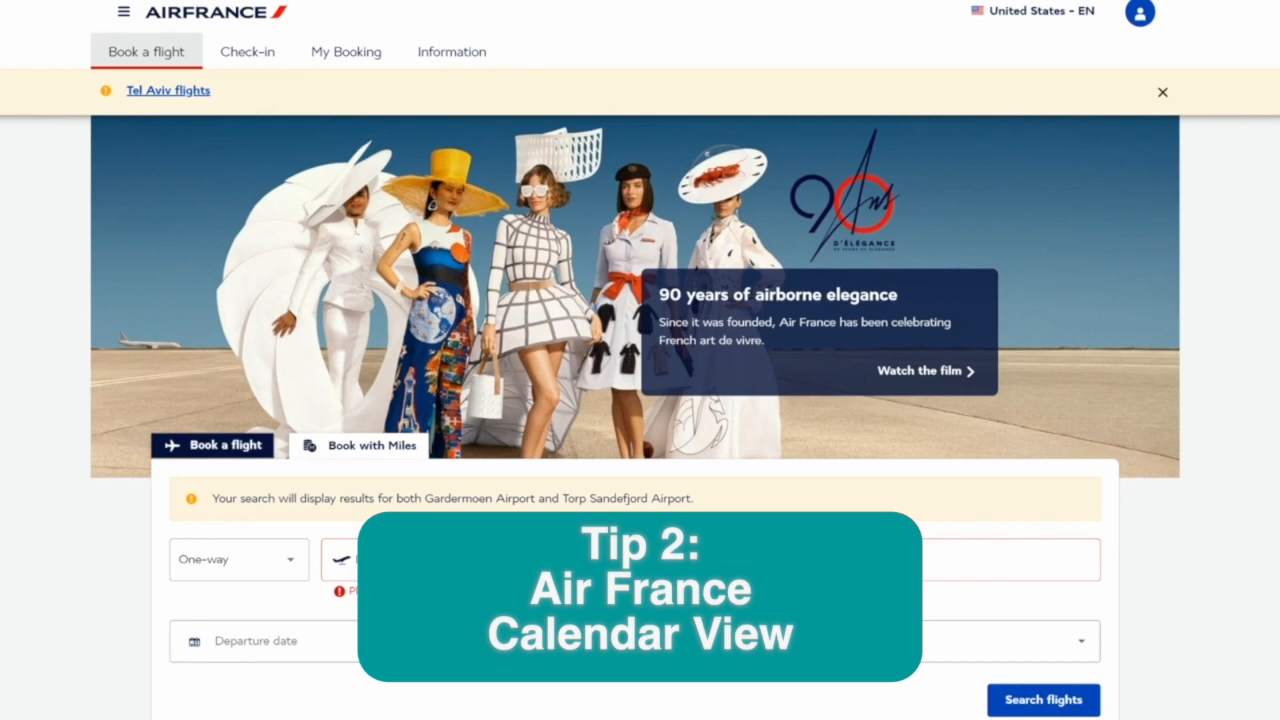 AIRFRANCE
United States - EN
Book a flight
Check-in
My Booking
Information
Tel Aviv flights
90 Ans
D'ÉLÉGANCE
90 years of airborne elegance
Since it was founded, Air France has been celebrating
French art de vivre.
Watch the film
Book a flight
Book with Miles
Your search will display results for both Gardermoen Airport and Torp Sandefjord Airport.
One-way
Departure date
Tip 2:
Air France
Calendar View
Search flights